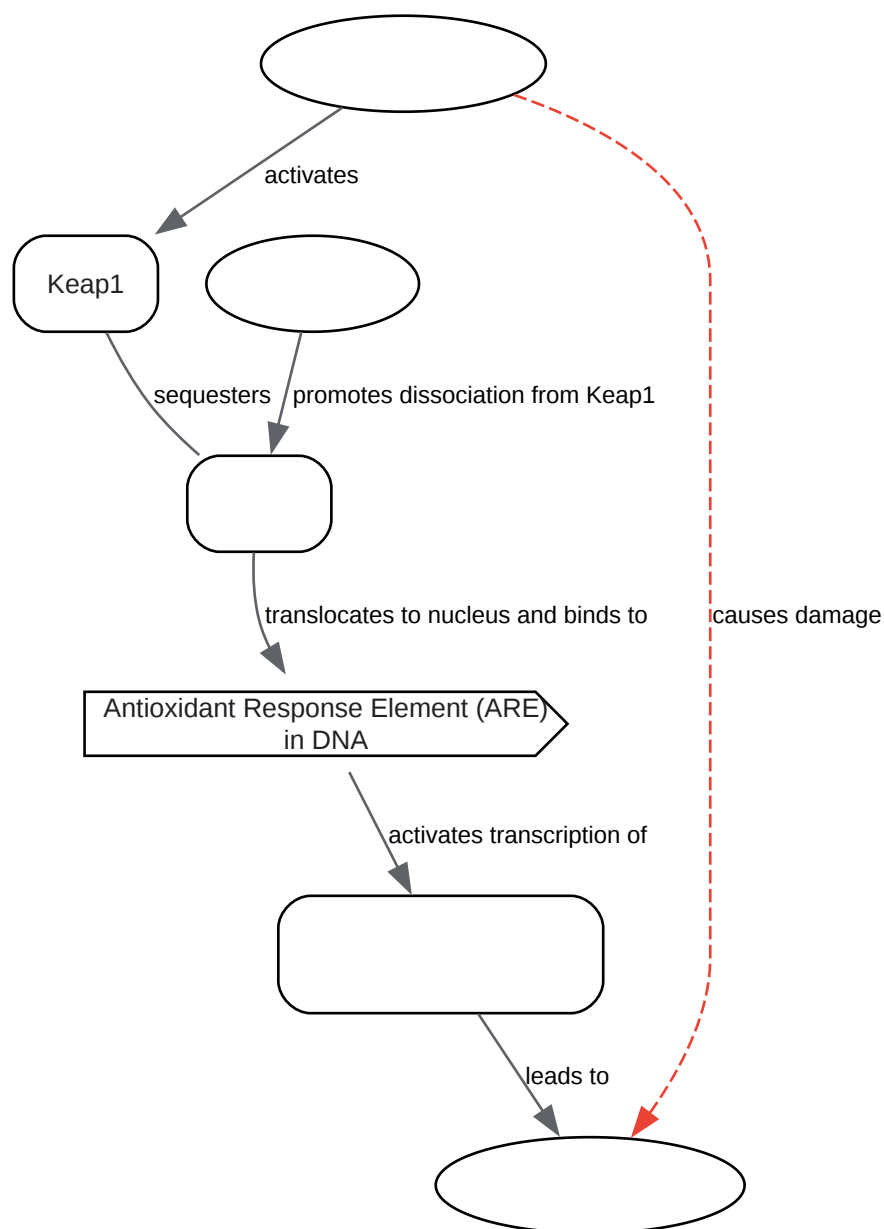 activates
Keap1
sequesters
promotes dissociation from Keap1
translocates to nucleus and binds to
causes damage
Antioxidant Response Element (ARE)
in DNA
activates transcription of
leads to